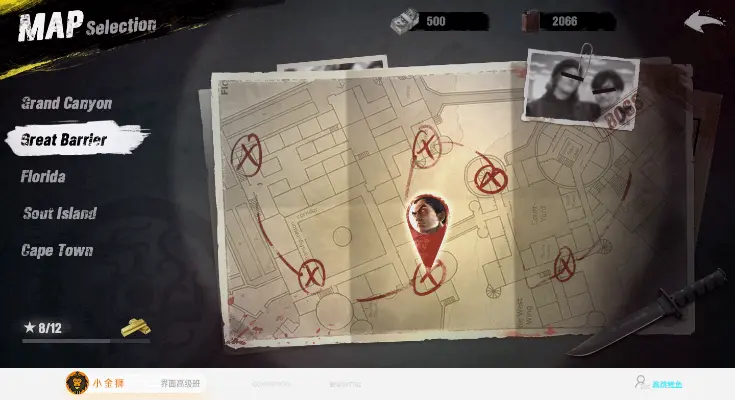 MAP Selection
500
2066
Grand Canyon
Great Barrier
Florida
Sout Island
Cape Town
8/12
BOSS
Wing
小金狮
界面高级班